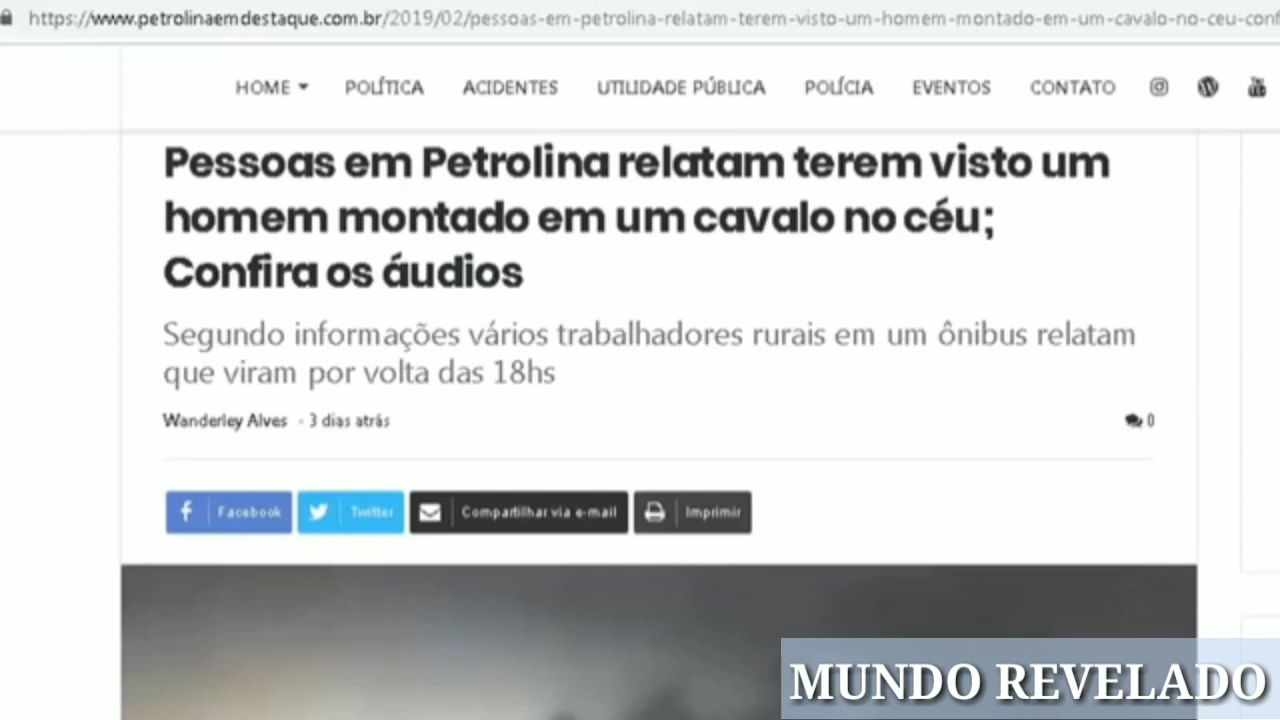 https://www.petrolinaemdestaque.com.br/2019/02/pessoas-em-petrolina-relatam-terem-visto-um-homem-montado-em-um-cavalo-no-ceu-conf
HOME POLÍTICA ACIDENTES UTILIDADE PÚBLICA POLÍCIA EVENTOS CONTATO
Pessoas em Petrolina relatam terem visto um
homem montado em um cavalo no céu;
Confira os áudios
Segundo informações vários trabalhadores rurais em um ônibus relatam
que viram por volta das 18hs
Wanderley Alves - 3 dias atrás 0
Facebook Twitter Compartilhar via e-mail Imprimir
MUNDO REVELADO